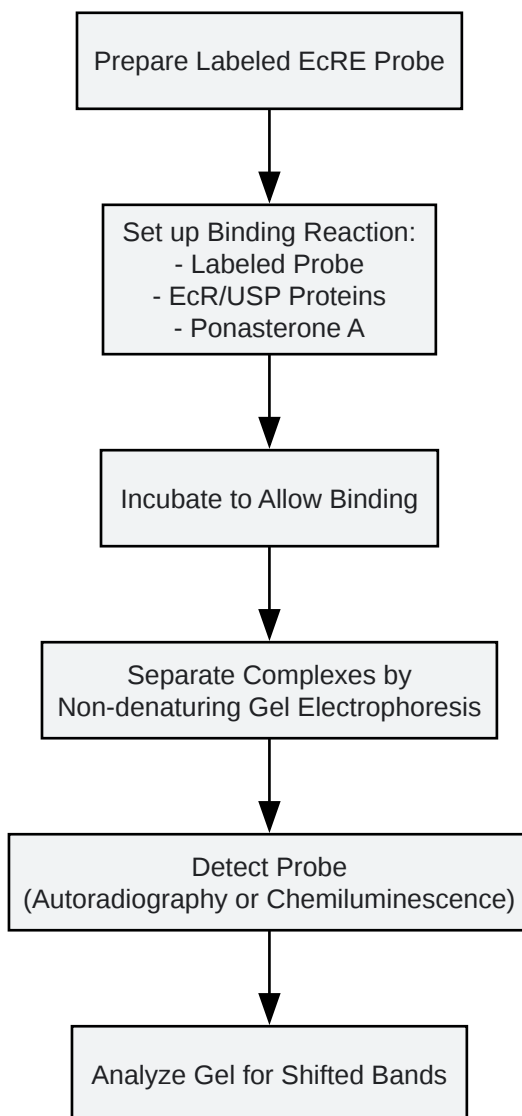 Prepare Labeled EcRE Probe
Set up Binding Reaction:
- Labeled Probe
- EcR/USP Proteins
- Ponasterone A
Incubate to Allow Binding
Separate Complexes by
Non-denaturing Gel Electrophoresis
Detect Probe
(Autoradiography or Chemiluminescence)
Analyze Gel for Shifted Bands